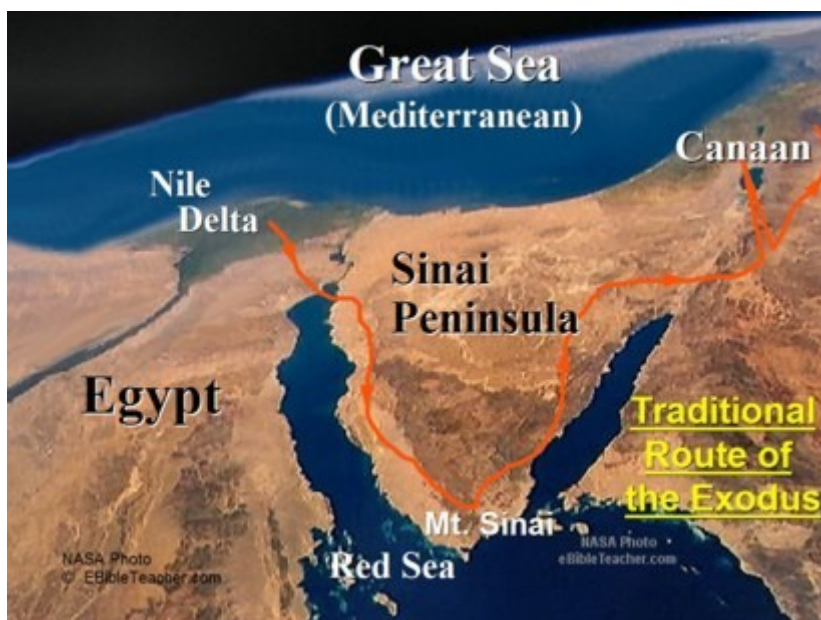 Great Sea
(Mediterranean)
Canaan
Nile
Delta
Sinai
Peninsula
Egypt
Traditional
Route of
the Exodus
Mt. Sinai
NASA Photo
eBibleTeacher.com
Red Sea
NASA Photo
© EBibleTeacher.com